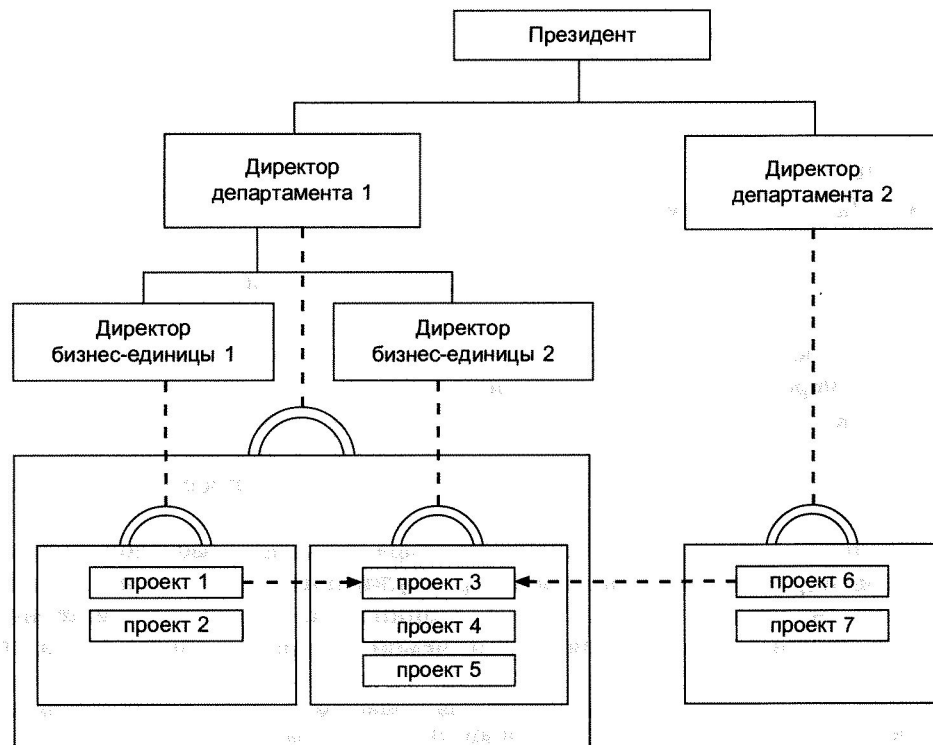 Президент
Директор
департамента 1
Директор
департамента 2
Директор
бизнес-единицы 1
Директор
бизнес-единицы 2
проект 1
проект 2
проект 3
проект 4
проект 5
проект 6
проект 7